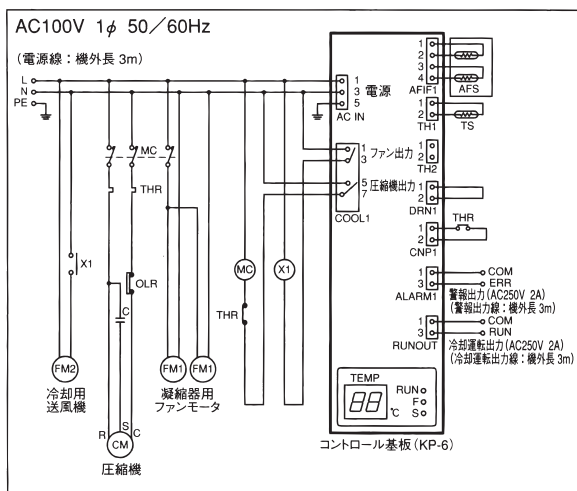 AC100V 1φ 50／60Hz
(電源線：機外長 3m)
L
N
PE
MC
THR
X1
OLR
C
FM2
冷却用
送風機
R
S
C
CM
圧縮機
FM1
FM1
凝縮器用
ファンモータ
MC
X1
THR
1
3
5
電源
AC IN
1
3
ファン出力
5
7
圧縮機出力
COOL1
1
2
3
4
AFIF1
AFS
1
2
TH1
TS
1
2
TH2
1
2
DRN1
1
2
CNP1
THR
1
3
ALARM1
COM
ERR
警報出力(AC250V 2A)
(警報出力線：機外長 3m)
1
3
RUNOUT
COM
RUN
冷却運転出力(AC250V 2A)
(冷却運転出力線：機外長 3m)
TEMP
88
℃
RUN
F
S
コントロール基板(KP-6)